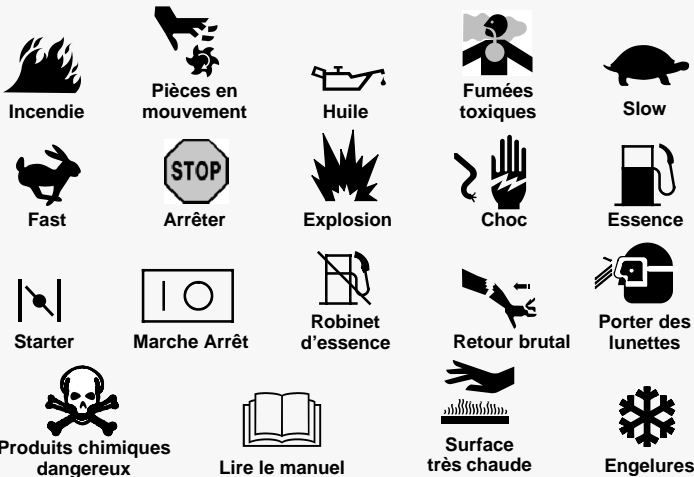 Incendie
Pièces en
mouvement
Huile
Fumées
toxiques
Slow
Fast
STOP
Arrêter
Explosion
Choc
Essence
Starter
Marche Arrêt
Robinet
d'essence
Retour brutal
Porter des
lunettes
Produits chimiques
dangereux
Lire le manuel
Surface
très chaude
Engelures